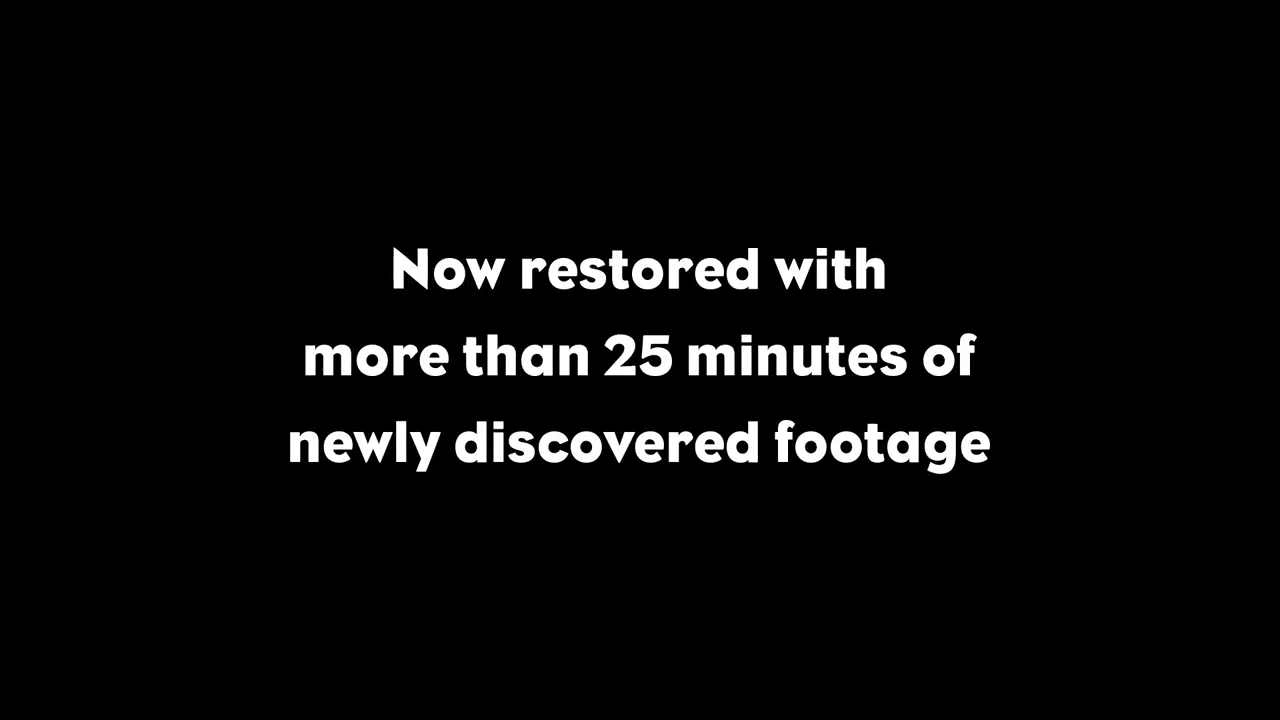 Now restored with
more than 25 minutes of
newly discovered footage